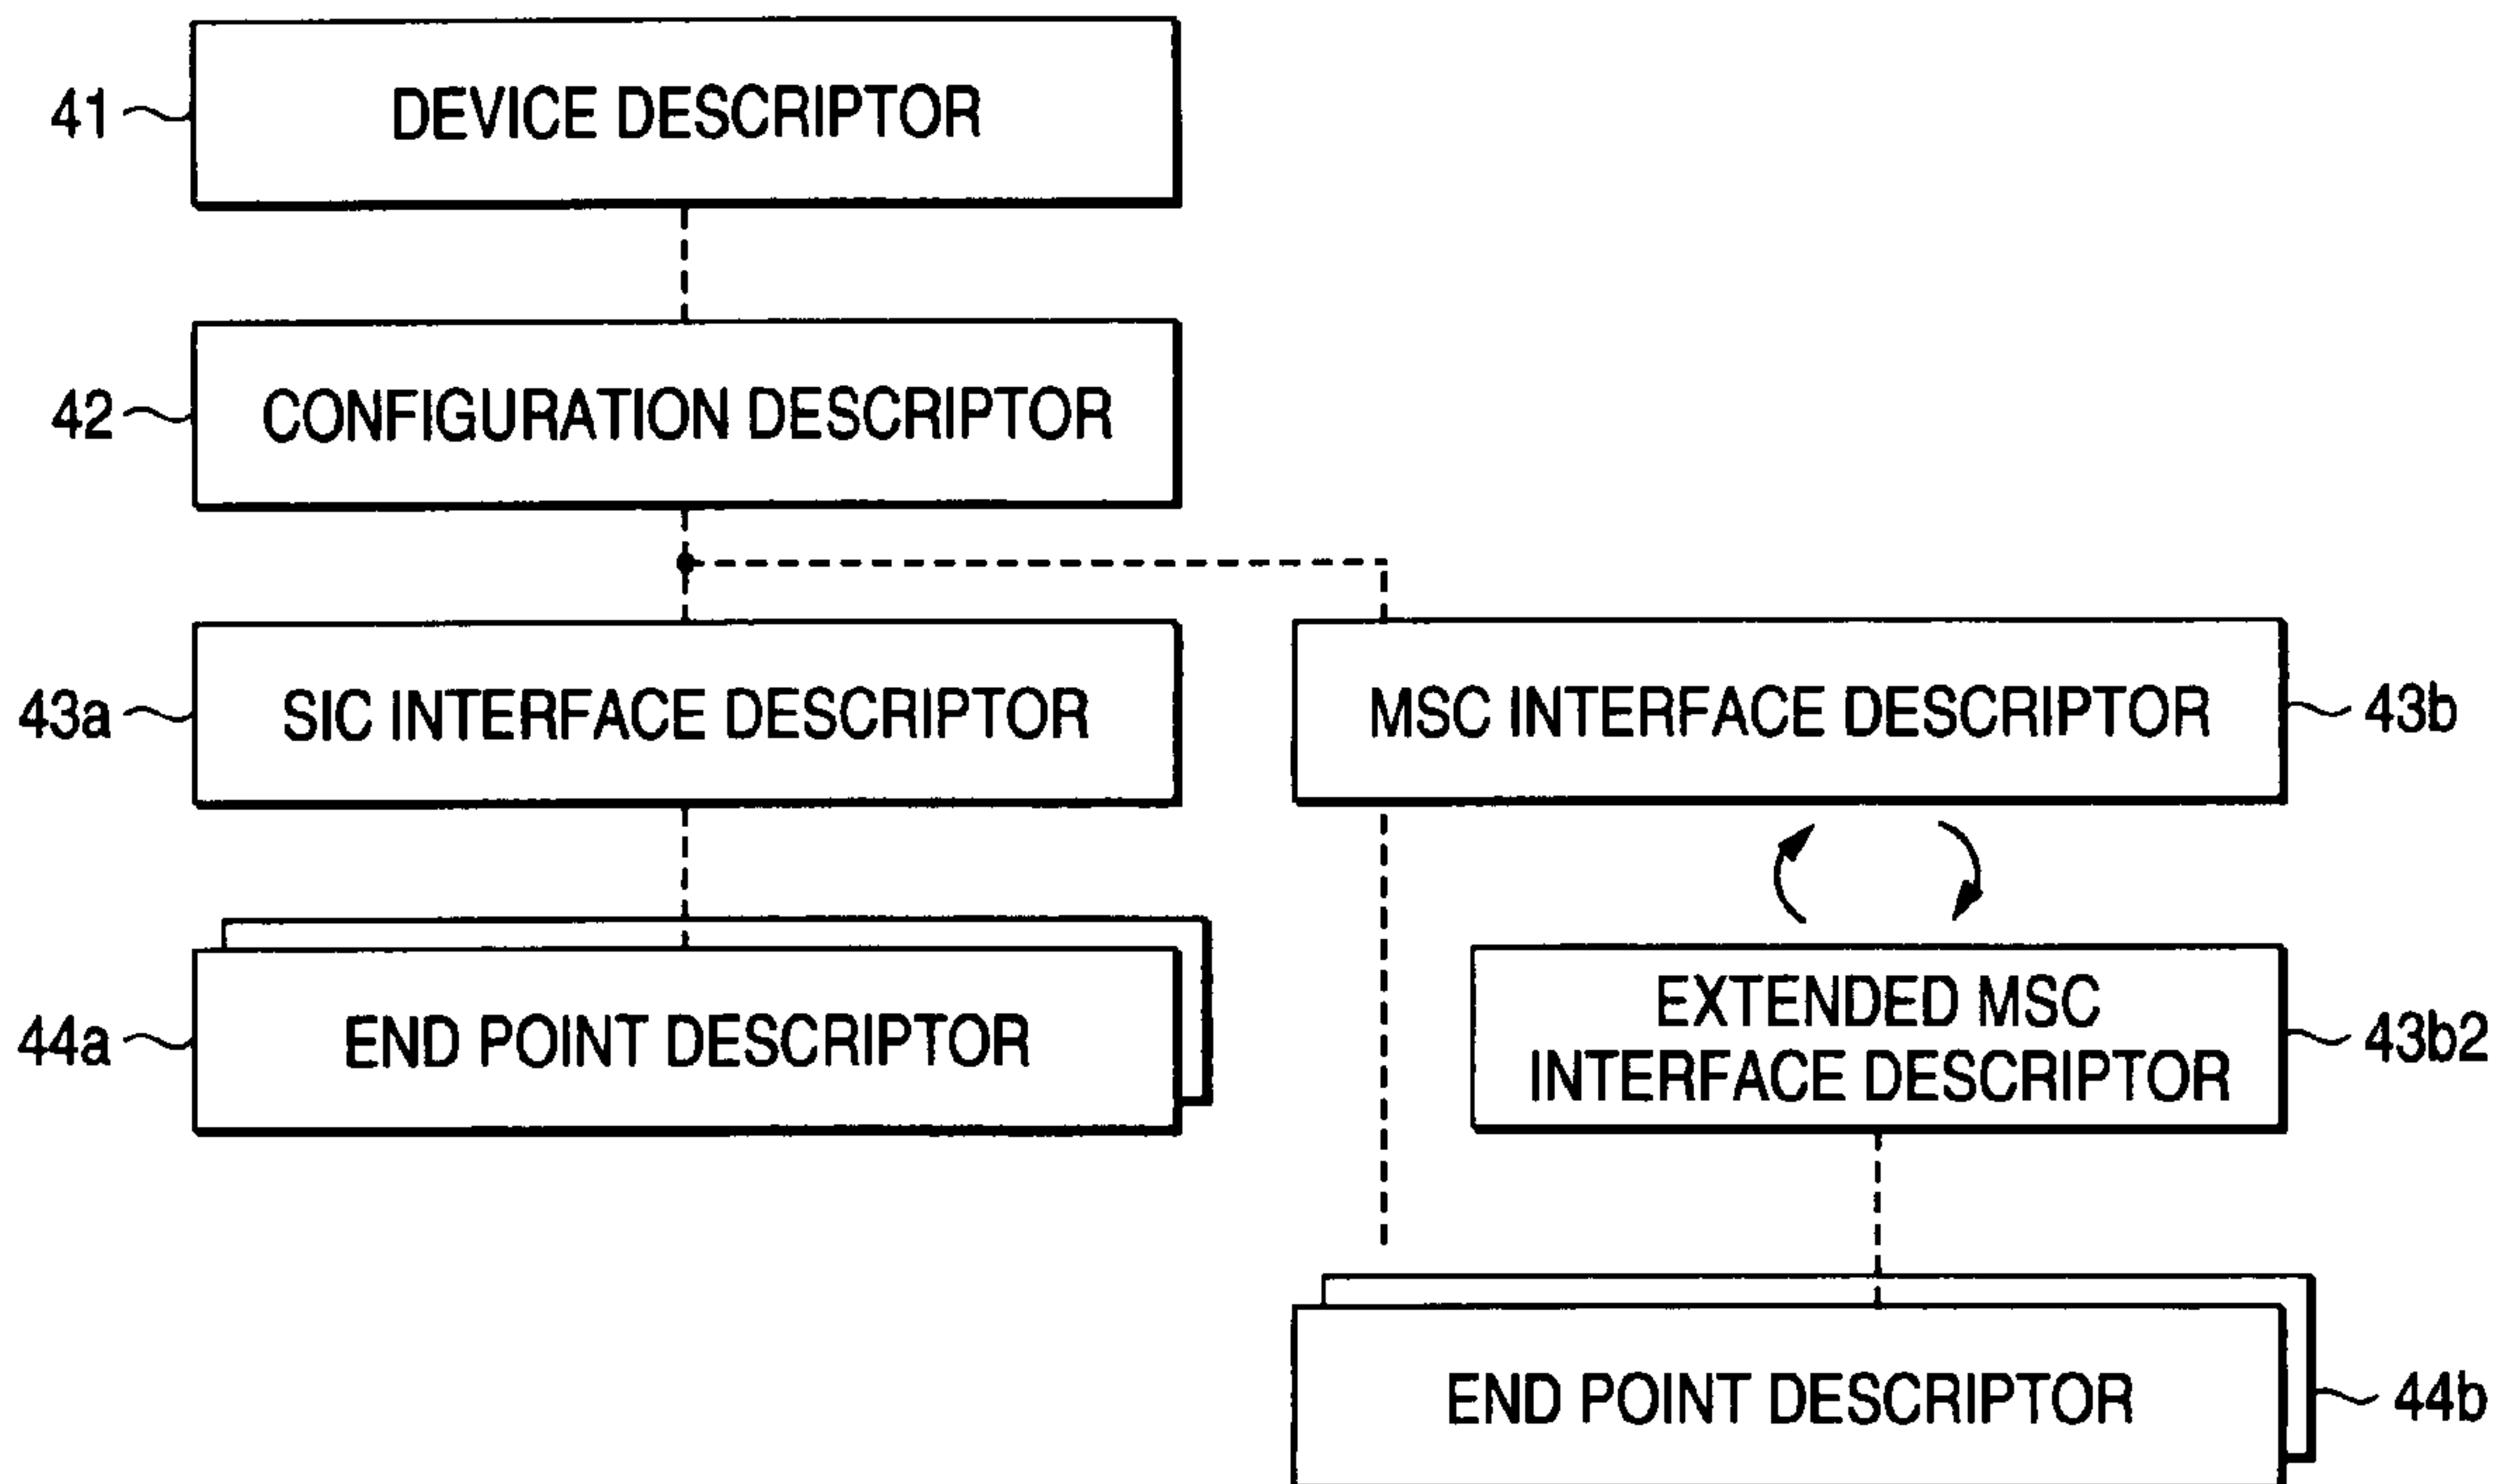 41
DEVICE DESCRIPTOR
42
CONFIGURATION DESCRIPTOR
43a
SIC INTERFACE DESCRIPTOR
MSC INTERFACE DESCRIPTOR
43b
44a
END POINT DESCRIPTOR
EXTENDED MSC
INTERFACE DESCRIPTOR
43b2
END POINT DESCRIPTOR
44b